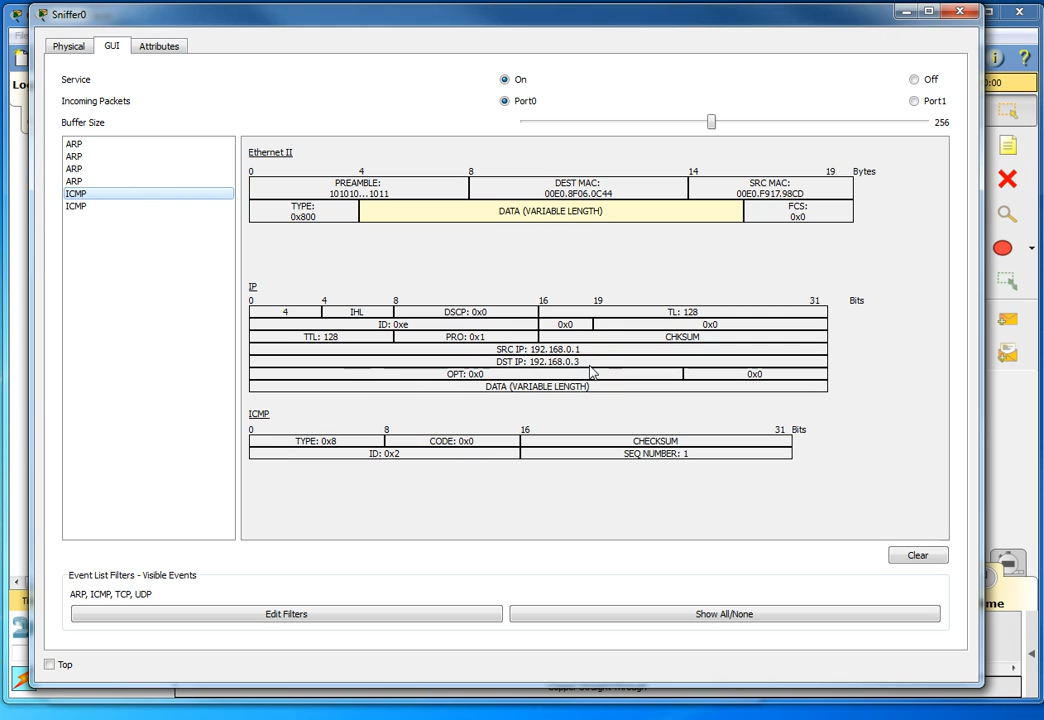 Sniffer0
Physical
GUI
Attributes
Service
On
Off
Incoming Packets
Port0
Port1
Buffer Size
256
ARP
ARP
ARP
ARP
ICMP
ICMP
Ethernet II
0 4 8 14 19 Bytes
PREAMBLE: DEST MAC: SRC MAC:
101010...1011 00E0.8F06.0C44 00E0.F917.98CD
TYPE: DATA (VARIABLE LENGTH) FCS:
0x800 0x0
IP
0 4 8 16 19 31 Bits
4 IHL DSCP: 0x0 TL: 128
ID: 0xe 0x0 0x0
TTL: 128 PRO: 0x1 CHKSUM
SRC IP: 192.168.0.1
DST IP: 192.168.0.3
OPT: 0x0 0x0
DATA (VARIABLE LENGTH)
ICMP
0 8 16 31 Bits
TYPE: 0x8 CODE: 0x0 CHECKSUM
ID: 0x2 SEQ NUMBER: 1
Clear
Event List Filters - Visible Events
ARP, ICMP, TCP, UDP
Edit Filters
Show All/None
Top